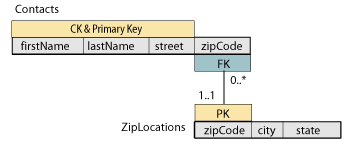 Contacts
CK & Primary Key
firstName lastName street zipCode
FK
0..*
1..1
PK
ZipLocations zipCode city state